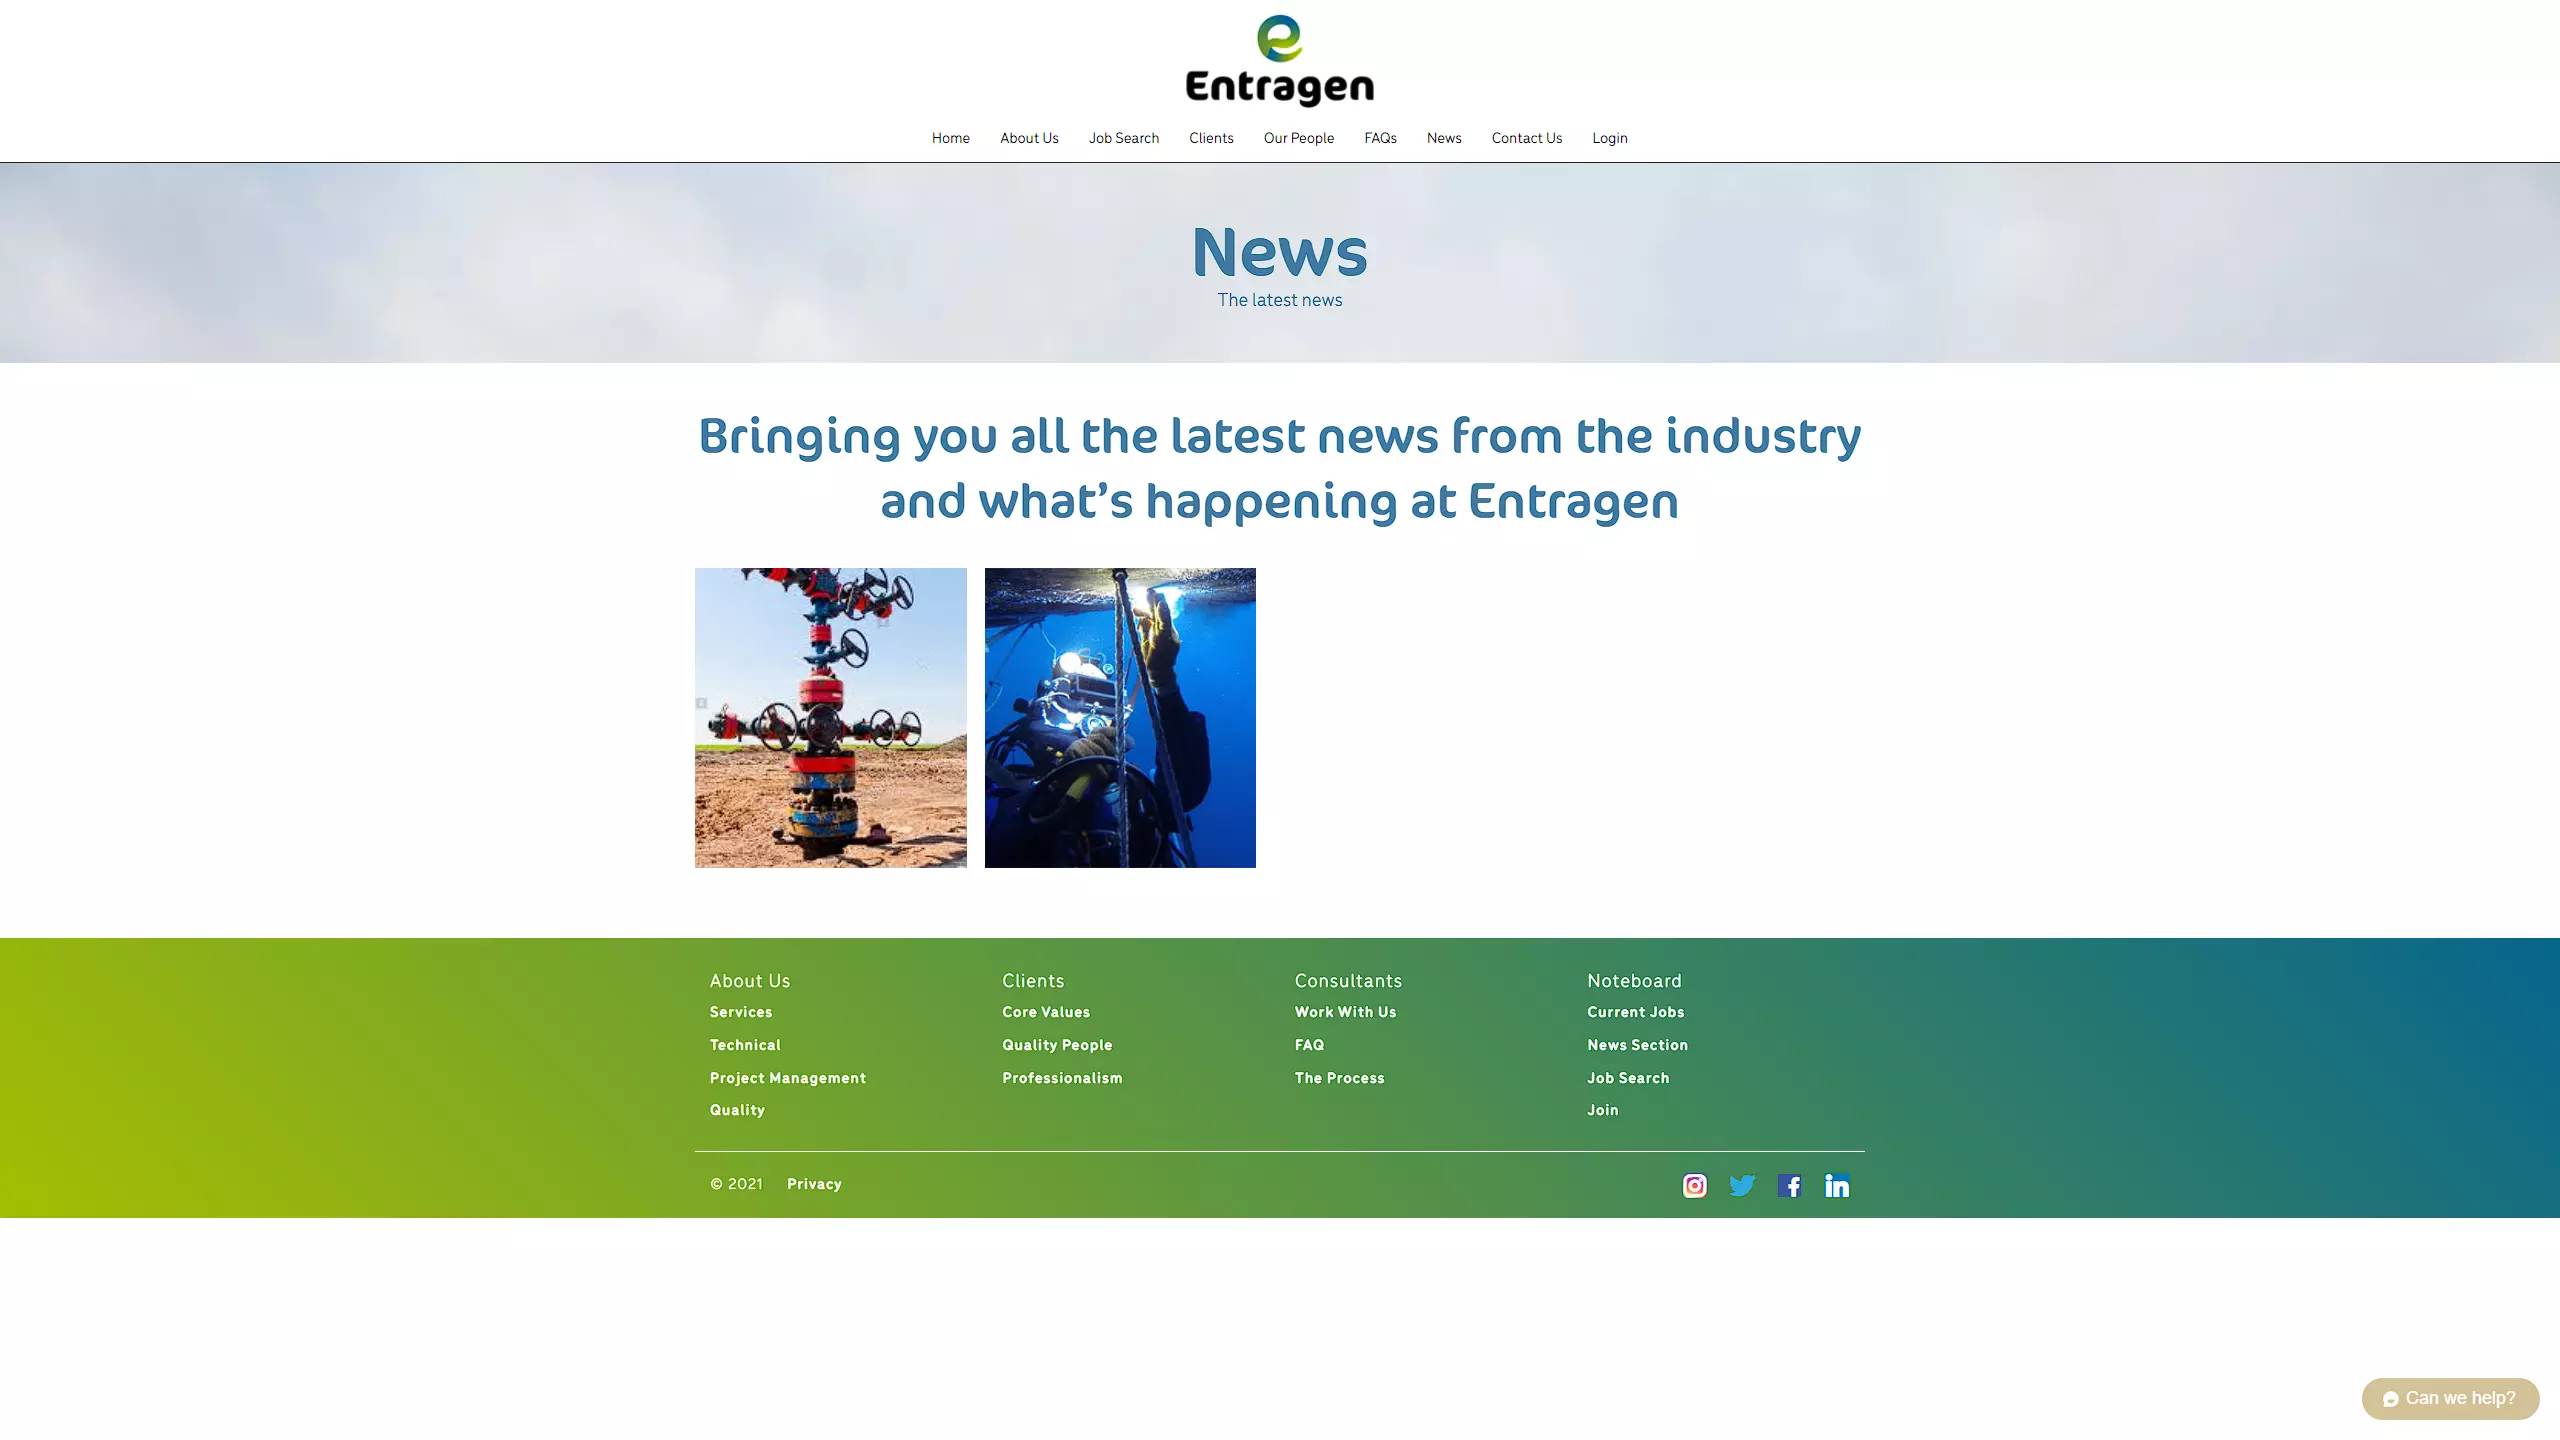 Entragen
Home About Us Job Search Clients Our People FAQs News Contact Us Login
News
The latest news
Bringing you all the latest news from the industry
and what’s happening at Entragen
About Us Clients Consultants Noteboard
Services Core Values Work With Us Current Jobs
Technical Quality People FAQ News Section
Project Management Professionalism The Process Job Search
Quality Join
© 2021 Privacy
Can we help?